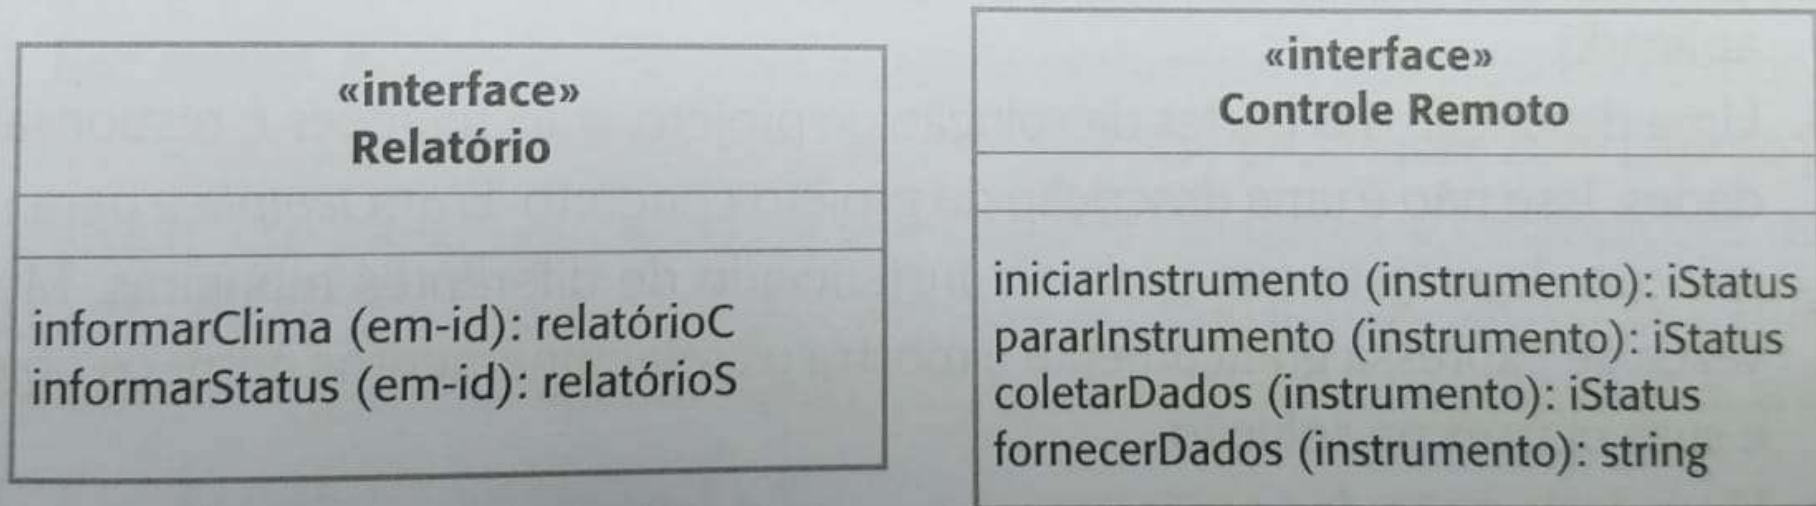 «interface»
Relatório
informarClima (em-id): relatórioC
informarStatus (em-id): relatórioS
«interface»
Controle Remoto
iniciarInstrumento (instrumento): iStatus
pararInstrumento (instrumento): iStatus
coletarDados (instrumento): iStatus
fornecerDados (instrumento): string